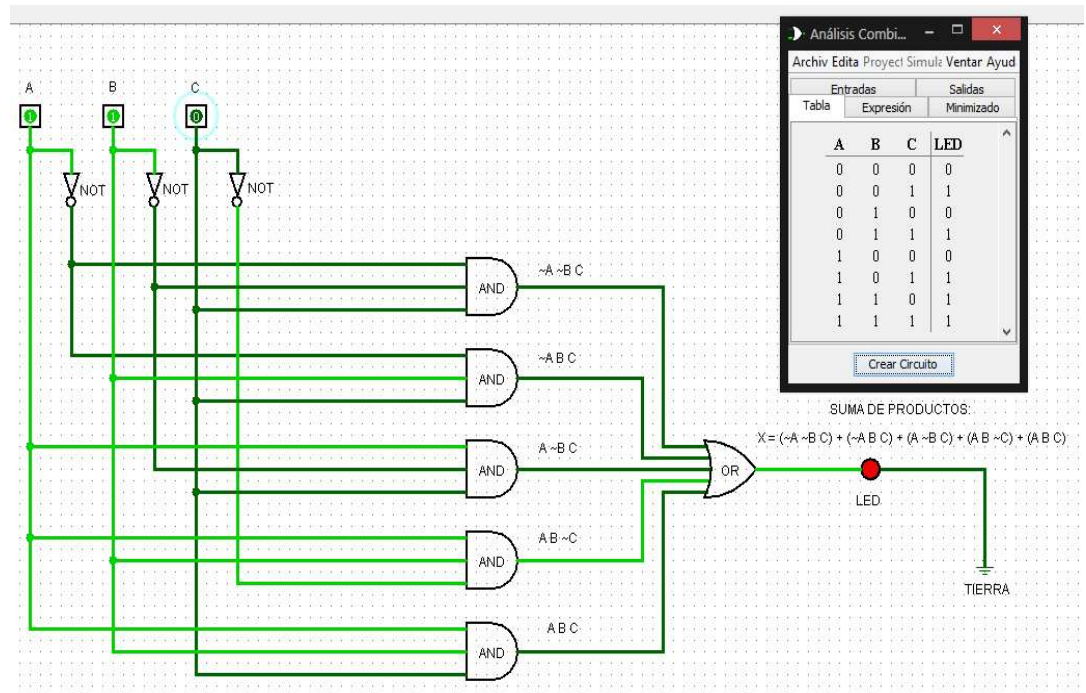 Análisis Combi...
Archiv Edita Proyect Simula Ventar Ayud
Entradas Salidas
Tabla Expresión Minimizado
A B C LED
0 0 0 0
0 0 1 1
0 1 0 0
0 1 1 1
1 0 0 0
1 0 1 1
1 1 0 1
1 1 1 1
Crear Circuito
A B C
1 1 0
NOT NOT NOT
~A ~B C
AND
~A B C
AND
A ~B C
AND
A B ~C
AND
A B C
AND
OR
SUMA DE PRODUCTOS:
X = (~A ~B C) + (~A B C) + (A ~B C) + (A B ~C) + (A B C)
LED
TIERRA